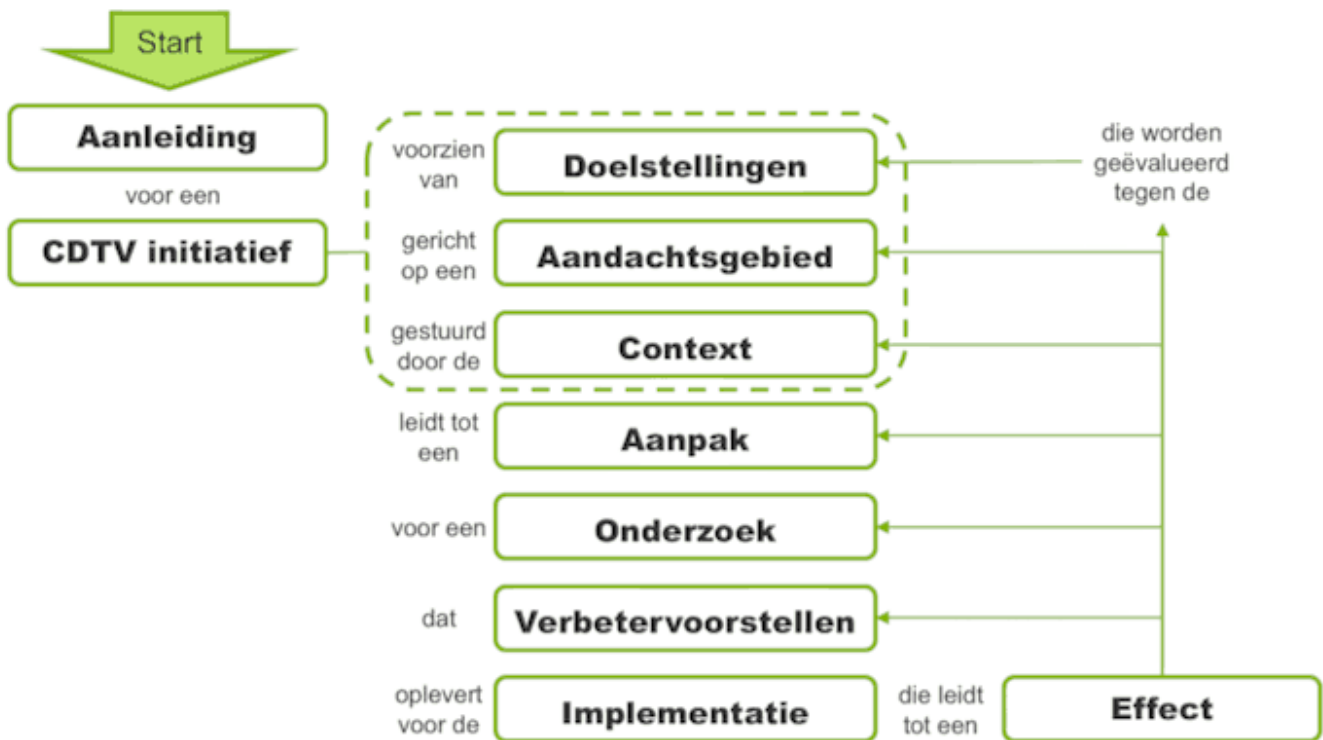 Start
Aanleiding
voor een
CDTV initiatief
voorzien
van
Doelstellingen
gericht
op een
Aandachtsgebied
gestuurd
door de
Context
leidt tot
een
Aanpak
voor een
Onderzoek
dat
Verbetervoorstellen
oplevert
voor de
Implementatie
die leidt
tot een
Effect
die worden
geëvalueerd
tegen de